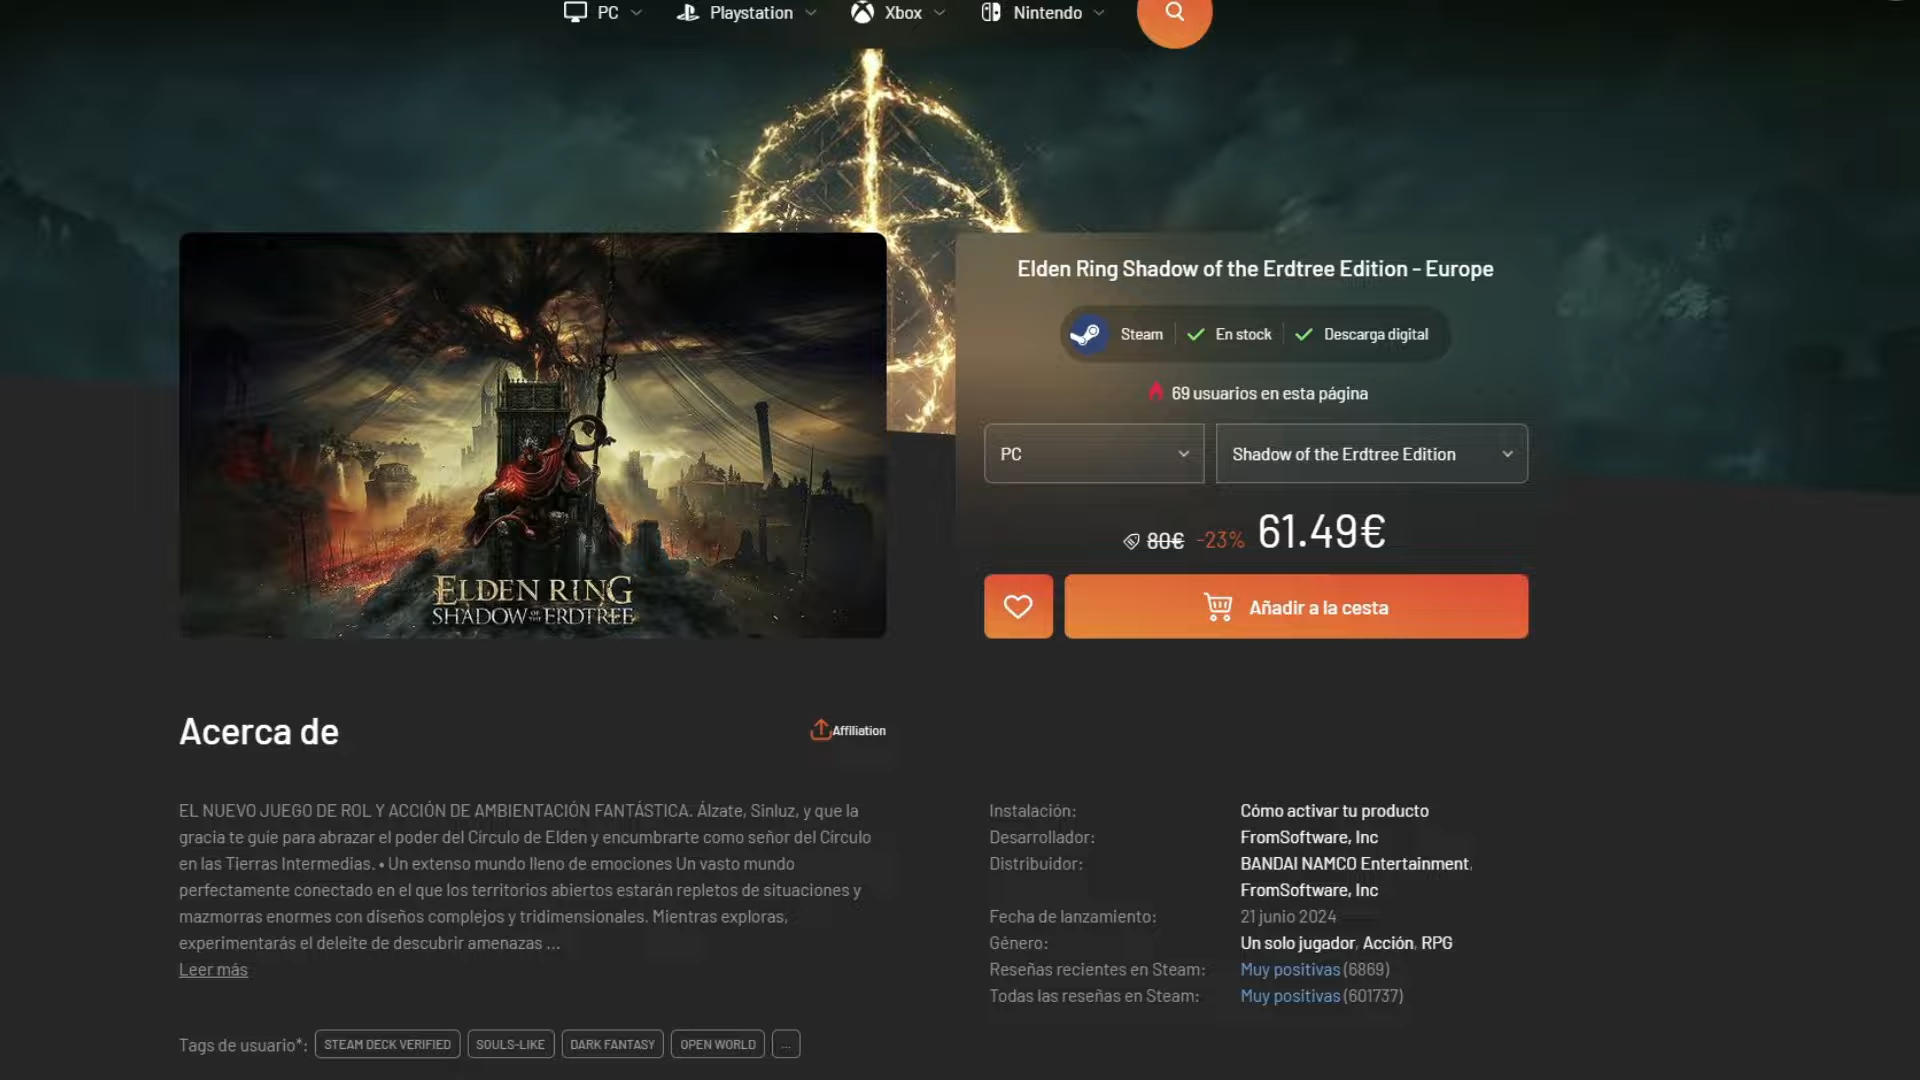 PC
Playstation
Xbox
Nintendo
Elden Ring Shadow of the Erdtree Edition - Europe
Steam
En stock
Descarga digital
69 usuarios en esta página
PC
Shadow of the Erdtree Edition
80€ -23% 61.49€
Añadir a la cesta
ELDEN RING
SHADOW OF THE ERDTREE
Acerca de
Affiliation
EL NUEVO JUEGO DE ROL Y ACCIÓN DE AMBIENTACIÓN FANTÁSTICA. Álzate, Sinluz, y que la
gracia te guíe para abrazar el poder del Círculo de Elden y encumbrarte como señor del Círculo
en las Tierras Intermedias. • Un extenso mundo lleno de emociones Un vasto mundo
perfectamente conectado en el que los territorios abiertos estarán repletos de situaciones y
mazmorras enormes con diseños complejos y tridimensionales. Mientras exploras,
experimentarás el deleite de descubrir amenazas ...
Leer más
Tags de usuario*: STEAM DECK VERIFIED SOULS-LIKE DARK FANTASY OPEN WORLD ...
Instalación: Cómo activar tu producto
Desarrollador: FromSoftware, Inc
Distribuidor: BANDAI NAMCO Entertainment,
FromSoftware, Inc
Fecha de lanzamiento: 21 junio 2024
Género: Un solo jugador, Acción, RPG
Reseñas recientes en Steam: Muy positivas (6869)
Todas las reseñas en Steam: Muy positivas (601737)